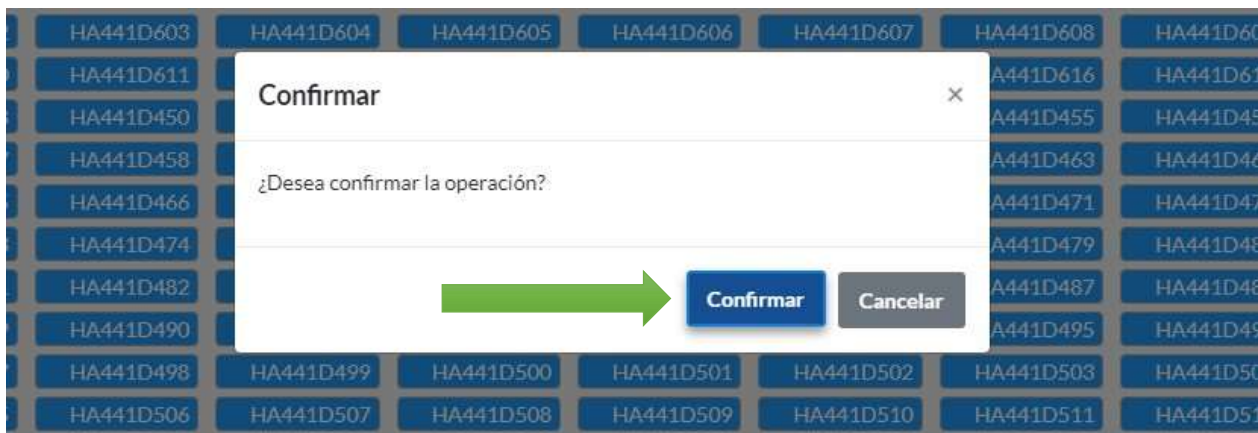 HA441D603 HA441D604 HA441D605 HA441D606 HA441D607 HA441D608
HA441D611 A441D616
Confirmar ×
HA441D450 A441D455
HA441D458 A441D463
¿Desea confirmar la operación?
HA441D466 A441D471
HA441D474 A441D479
HA441D482 A441D487
Confirmar Cancelar
HA441D490 A441D495
HA441D498 HA441D499 HA441D500 HA441D501 HA441D502 HA441D503
HA441D506 HA441D507 HA441D508 HA441D509 HA441D510 HA441D511